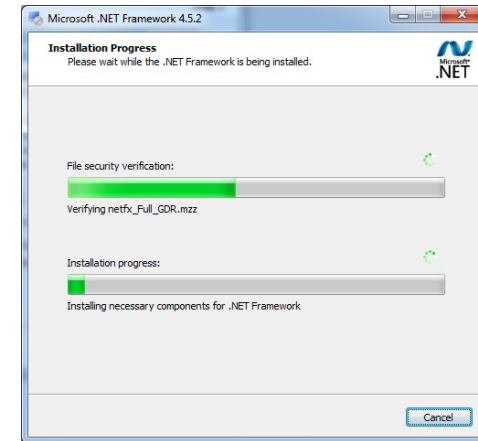 Microsoft .NET Framework 4.5.2
Installation Progress
Please wait while the .NET Framework is being installed.
Microsoft
.NET
File security verification:
Verifying netfx_Full_GDR.mzz
Installation progress:
Installing necessary components for .NET Framework
Cancel